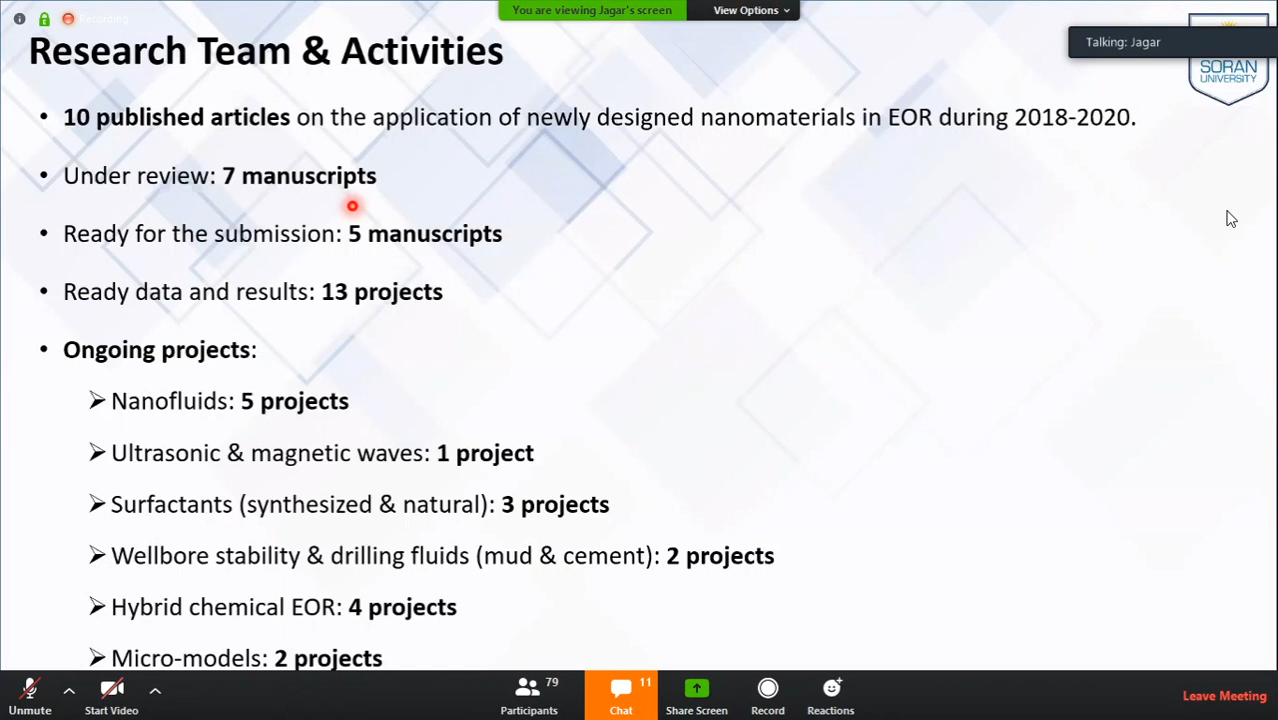 Recording
You are viewing Jagar's screen
View Options
Talking: Jagar
SORAN
UNIVERSITY
Research Team & Activities
• 10 published articles on the application of newly designed nanomaterials in EOR during 2018-2020.
• Under review: 7 manuscripts
• Ready for the submission: 5 manuscripts
• Ready data and results: 13 projects
• Ongoing projects:
➢ Nanofluids: 5 projects
➢ Ultrasonic & magnetic waves: 1 project
➢ Surfactants (synthesized & natural): 3 projects
➢ Wellbore stability & drilling fluids (mud & cement): 2 projects
➢ Hybrid chemical EOR: 4 projects
➢ Micro-models: 2 projects
Unmute
Start Video
79
Participants
11
Chat
Share Screen
Record
Reactions
Leave Meeting